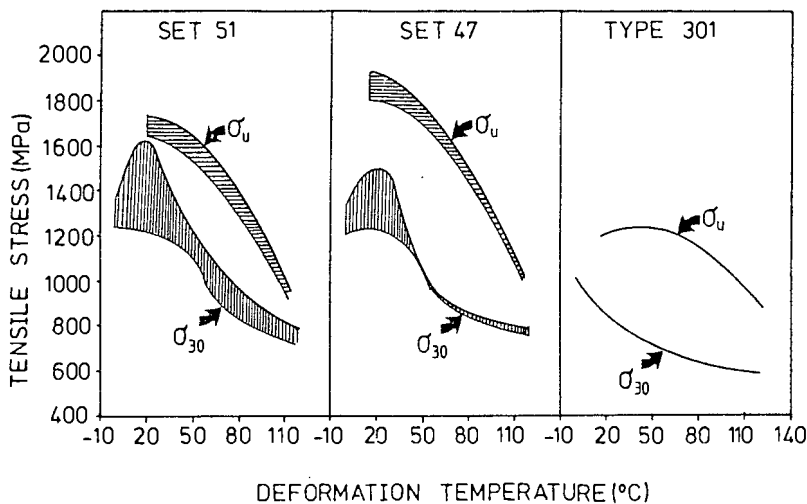 SET 51 SET 47 TYPE 301
TENSILE STRESS (MPa)
2000
1800
1600
1400
1200
1000
800
600
400
σu
σ30
σu
σ30
σu
σ30
-10 20 50 80 110 -10 20 50 80 110 -10 20 50 80 110 140
DEFORMATION TEMPERATURE (°C)